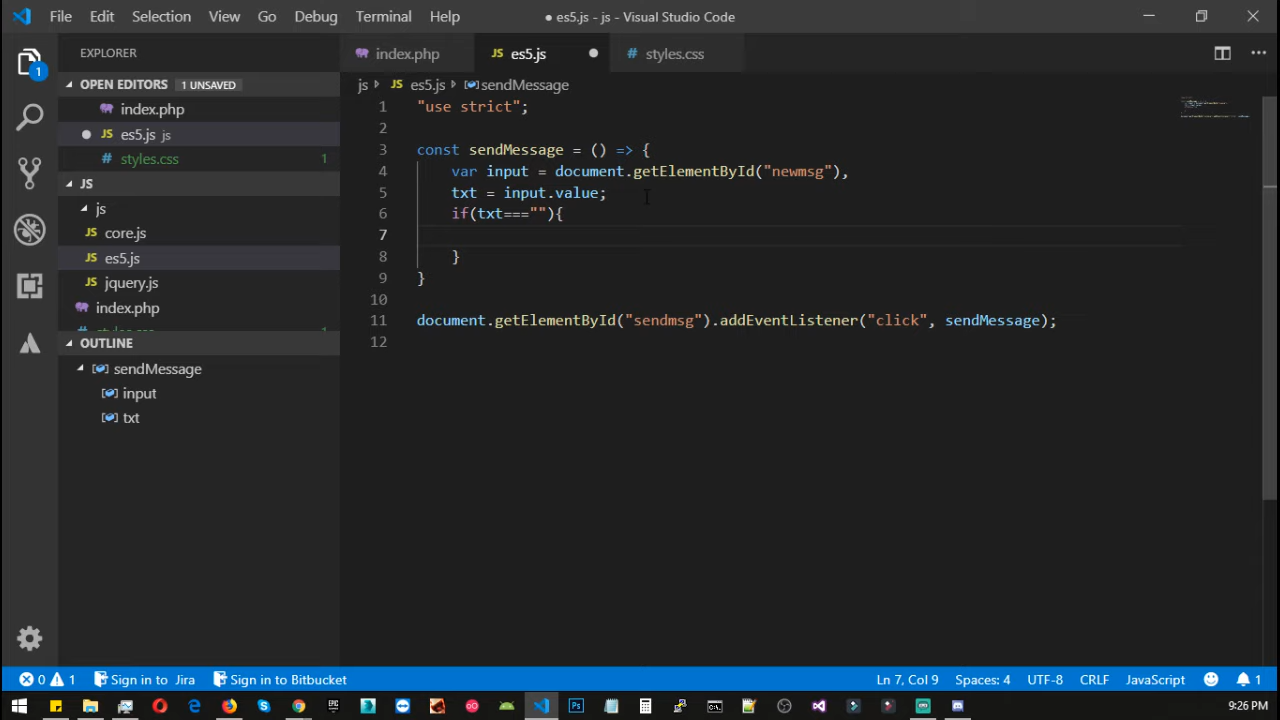 File Edit Selection View Go Debug Terminal Help ● es5.js - js - Visual Studio Code
EXPLORER
OPEN EDITORS 1 UNSAVED
index.php
es5.js js
styles.css 1
JS
js
core.js
es5.js
jquery.js
index.php
styles.css 1
OUTLINE
sendMessage
input
txt
index.php JS es5.js # styles.css
js JS es5.js sendMessage
1 "use strict";
2
3 const sendMessage = () => {
4 var input = document.getElementById("newmsg"),
5 txt = input.value;
6 if(txt===""){
7
8 }
9 }
10
11 document.getElementById("sendmsg").addEventListener("click", sendMessage);
12
0 1 Sign in to Jira Sign in to Bitbucket Ln 7, Col 9 Spaces: 4 UTF-8 CRLF JavaScript 1
9:26 PM